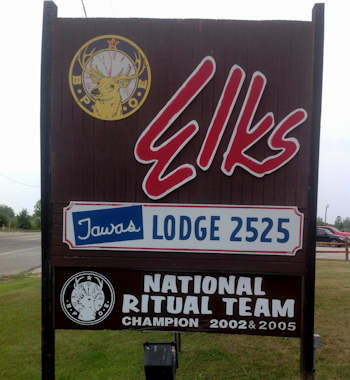 B P O E
Elks
Tawas LODGE 2525
NATIONAL
RITUAL TEAM
CHAMPION 2002 & 2005